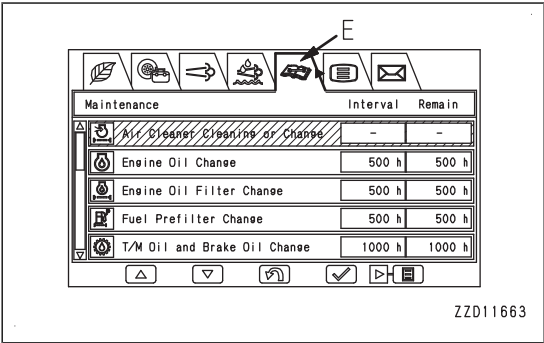 E
Maintenance Interval Remain
Air Cleaner Cleaning or Change - -
Engine Oil Change 500 h 500 h
Engine Oil Filter Change 500 h 500 h
Fuel Prefilter Change 500 h 500 h
T/M Oil and Brake Oil Change 1000 h 1000 h
ZZD11663